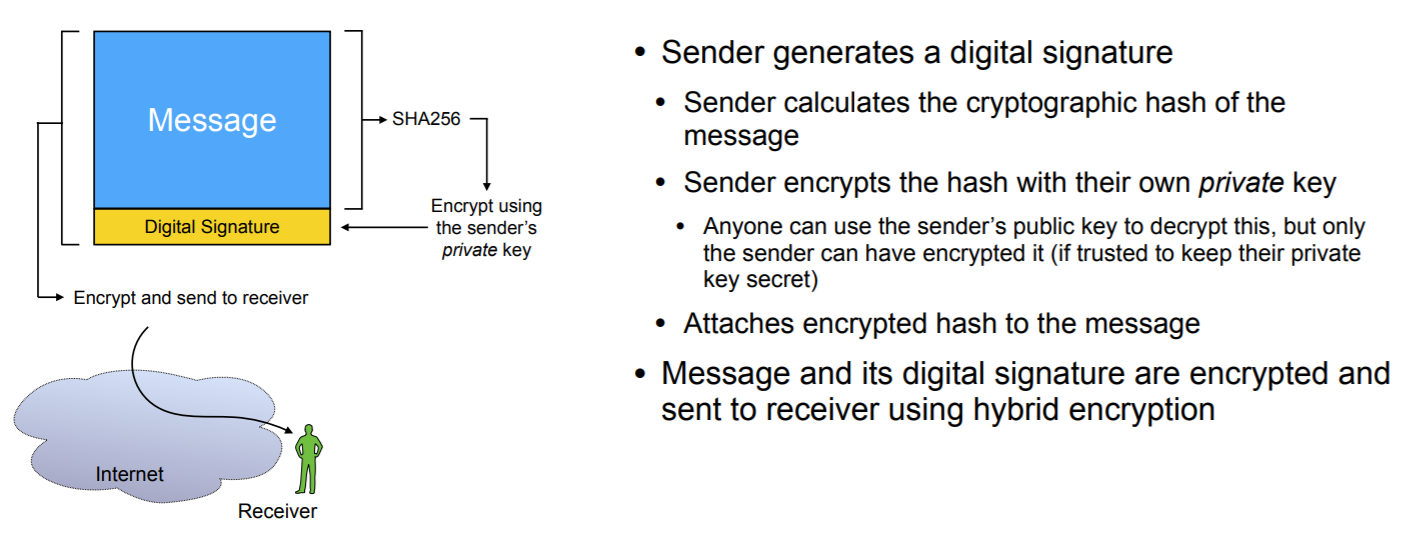 Message
SHA256
Digital Signature
Encrypt using
the sender's
private key
Encrypt and send to receiver
Internet
Receiver
• Sender generates a digital signature
• Sender calculates the cryptographic hash of the
message
• Sender encrypts the hash with their own private key
• Anyone can use the sender's public key to decrypt this, but only
the sender can have encrypted it (if trusted to keep their private
key secret)
• Attaches encrypted hash to the message
• Message and its digital signature are encrypted and
sent to receiver using hybrid encryption